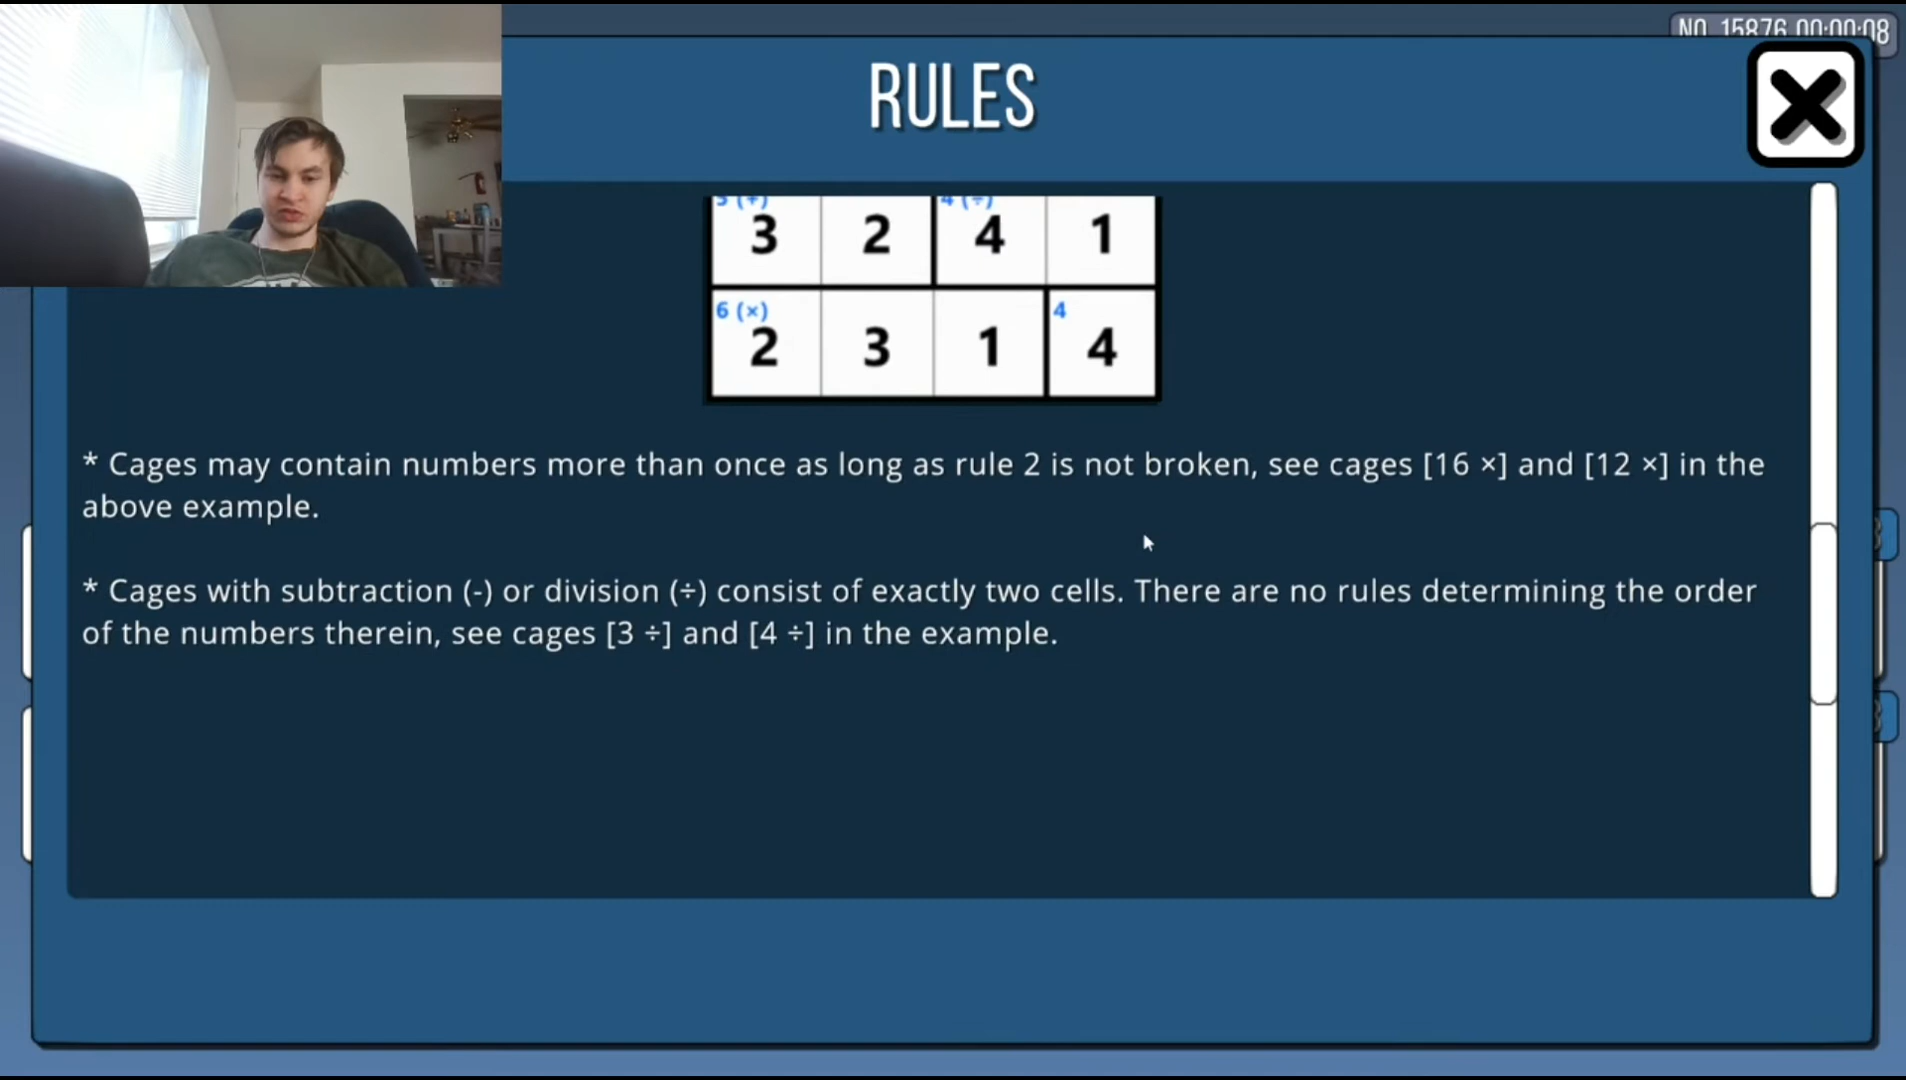 NO. 15876 00:00:08
RULES
3 2 4 1
6 (×) 4
2 3 1 4
* Cages may contain numbers more than once as long as rule 2 is not broken, see cages [16 ×] and [12 ×] in the
above example.
* Cages with subtraction (-) or division (÷) consist of exactly two cells. There are no rules determining the order
of the numbers therein, see cages [3 ÷] and [4 ÷] in the example.